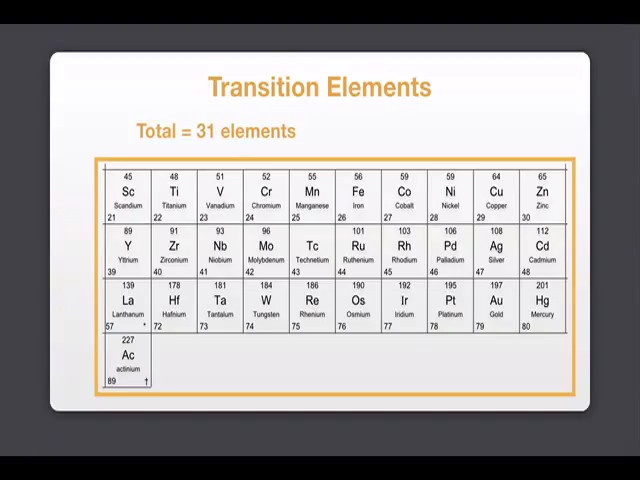 Transition Elements
Total = 31 elements
45 48 51 52 55 56 59 59 64 65
Sc Ti V Cr Mn Fe Co Ni Cu Zn
Scandium Titanium Vanadium Chromium Manganese Iron Cobalt Nickel Copper Zinc
21 22 23 24 25 26 27 28 29 30
89 91 93 96 101 103 106 108 112
Y Zr Nb Mo Tc Ru Rh Pd Ag Cd
Yttrium Zirconium Niobium Molybdenum Technetium Ruthenium Rhodium Palladium Silver Cadmium
39 40 41 42 43 44 45 46 47 48
139 178 181 184 186 190 192 195 197 201
La Hf Ta W Re Os Ir Pt Au Hg
Lanthanum Hafnium Tantalum Tungsten Rhenium Osmium Iridium Platinum Gold Mercury
57 * 72 73 74 75 76 77 78 79 80
227
Ac
actinium
89 †